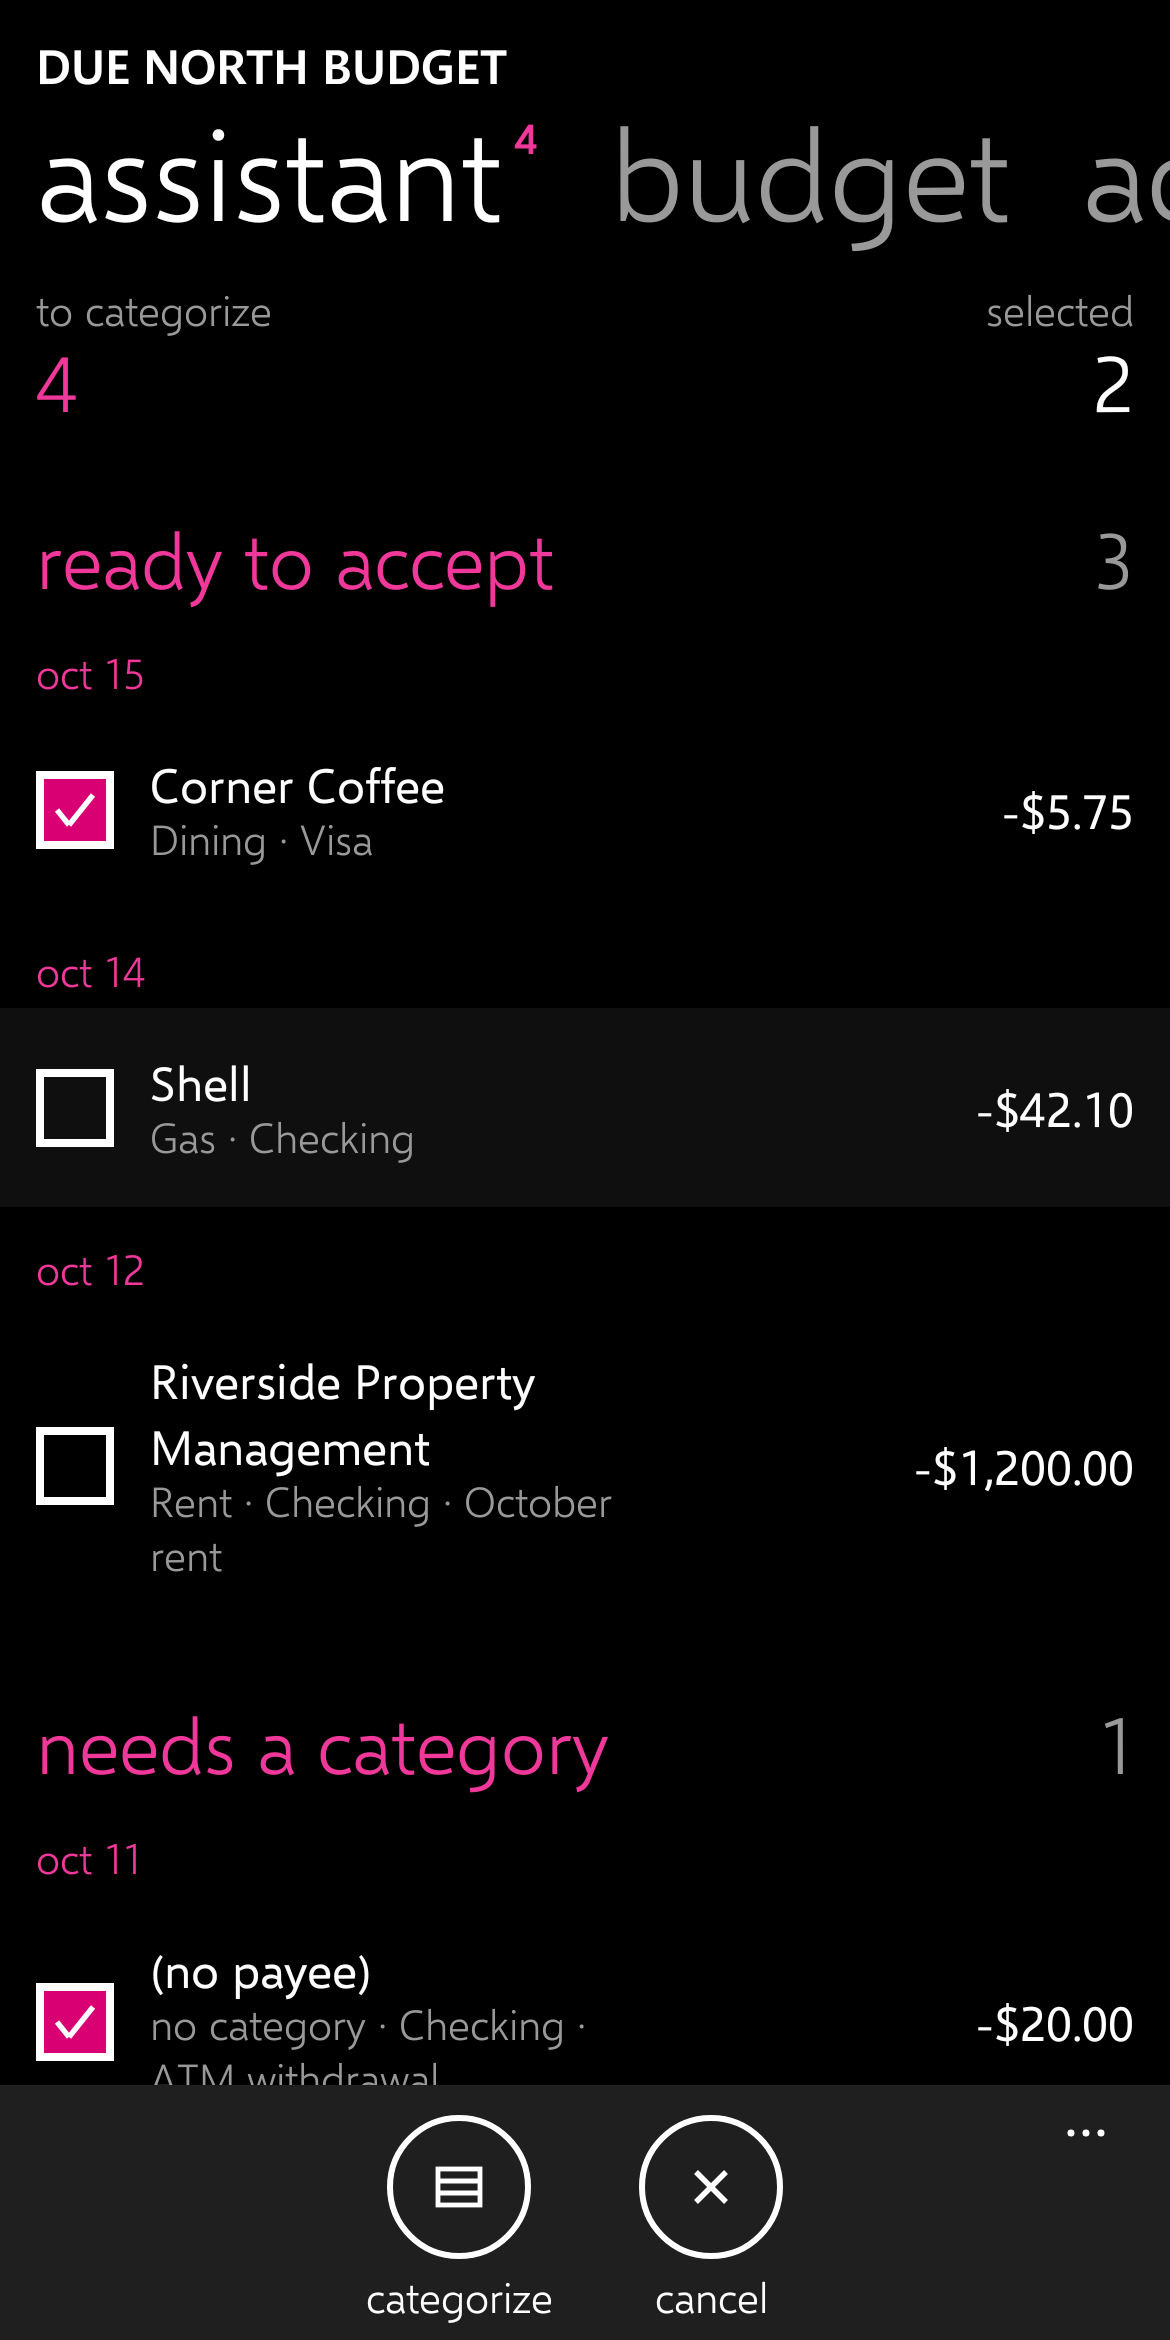 DUE NORTH BUDGET
assistant 4 budget ac
to categorize selected
4 2
ready to accept 3
oct 15
Corner Coffee
Dining · Visa
-$5.75
oct 14
Shell
Gas · Checking
-$42.10
oct 12
Riverside Property
Management
Rent · Checking · October
rent
-$1,200.00
needs a category 1
oct 11
(no payee)
no category · Checking ·
ATM withdrawal
-$20.00
categorize cancel